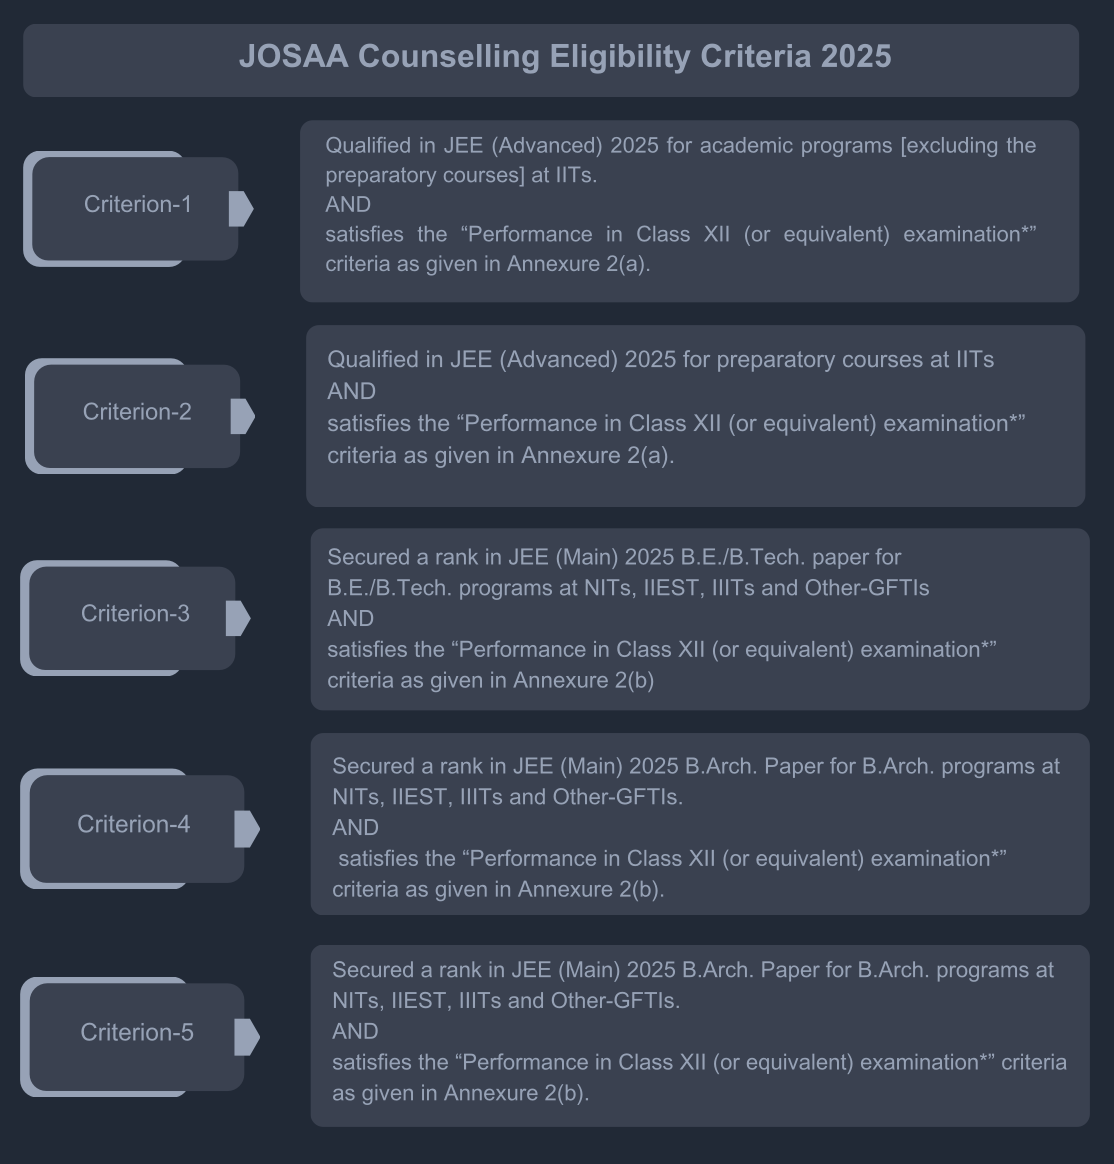 JOSAA Counselling Eligibility Criteria 2025
Criterion-1
Qualified in JEE (Advanced) 2025 for academic programs [excluding the
preparatory courses] at IITs.
AND
satisfies the “Performance in Class XII (or equivalent) examination*”
criteria as given in Annexure 2(a).
Criterion-2
Qualified in JEE (Advanced) 2025 for preparatory courses at IITs
AND
satisfies the “Performance in Class XII (or equivalent) examination*”
criteria as given in Annexure 2(a).
Criterion-3
Secured a rank in JEE (Main) 2025 B.E./B.Tech. paper for
B.E./B.Tech. programs at NITs, IIEST, IIITs and Other-GFTIs
AND
satisfies the “Performance in Class XII (or equivalent) examination*”
criteria as given in Annexure 2(b)
Criterion-4
Secured a rank in JEE (Main) 2025 B.Arch. Paper for B.Arch. programs at
NITs, IIEST, IIITs and Other-GFTIs.
AND
satisfies the “Performance in Class XII (or equivalent) examination*”
criteria as given in Annexure 2(b).
Criterion-5
Secured a rank in JEE (Main) 2025 B.Arch. Paper for B.Arch. programs at
NITs, IIEST, IIITs and Other-GFTIs.
AND
satisfies the “Performance in Class XII (or equivalent) examination*” criteria
as given in Annexure 2(b).